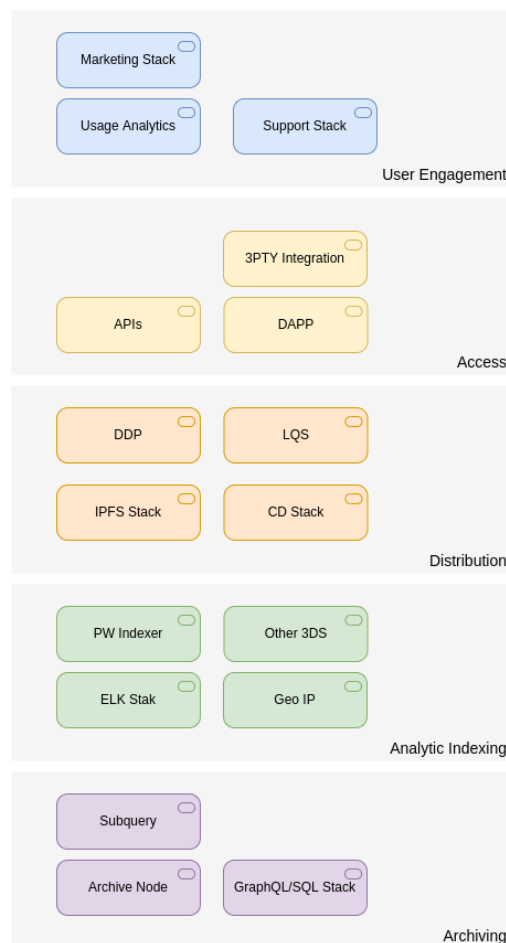 Marketing Stack
Usage Analytics
Support Stack
User Engagement
3PTY Integration
APIs
DAPP
Access
DDP
LQS
IPFS Stack
CD Stack
Distribution
PW Indexer
Other 3DS
ELK Stak
Geo IP
Analytic Indexing
Subquery
Archive Node
GraphQL/SQL Stack
Archiving